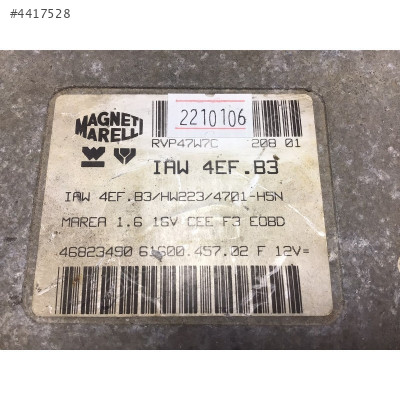 #4417528
MAGNETI
MARELLI
2210106
RVP47W7C 208 01
IAW 4EF.B3
IAW 4EF.B3/HW223/4701-H5N
MAREA 1.6 16V CEE F3 EOBD
46823490 61600.457.02 F 12V=